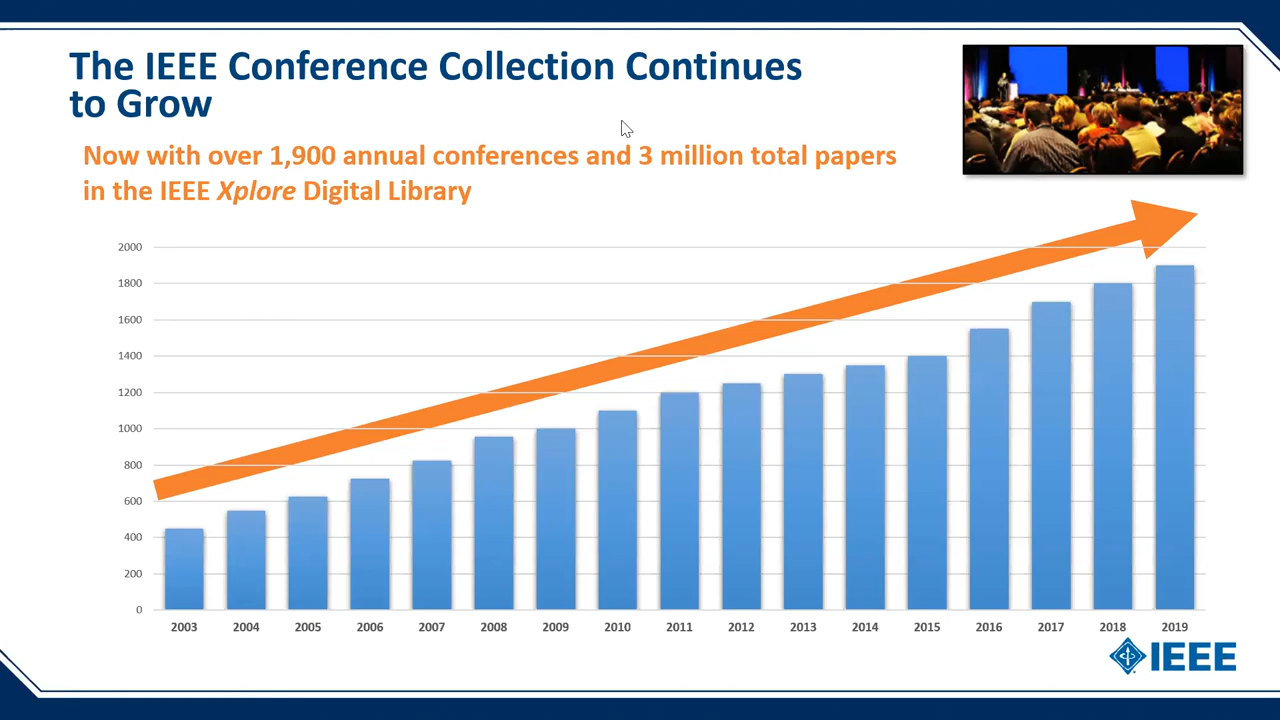 The IEEE Conference Collection Continues
to Grow
Now with over 1,900 annual conferences and 3 million total papers
in the IEEE Xplore Digital Library
2000
1800
1600
1400
1200
1000
800
600
400
200
0
2003 2004 2005 2006 2007 2008 2009 2010 2011 2012 2013 2014 2015 2016 2017 2018 2019
IEEE